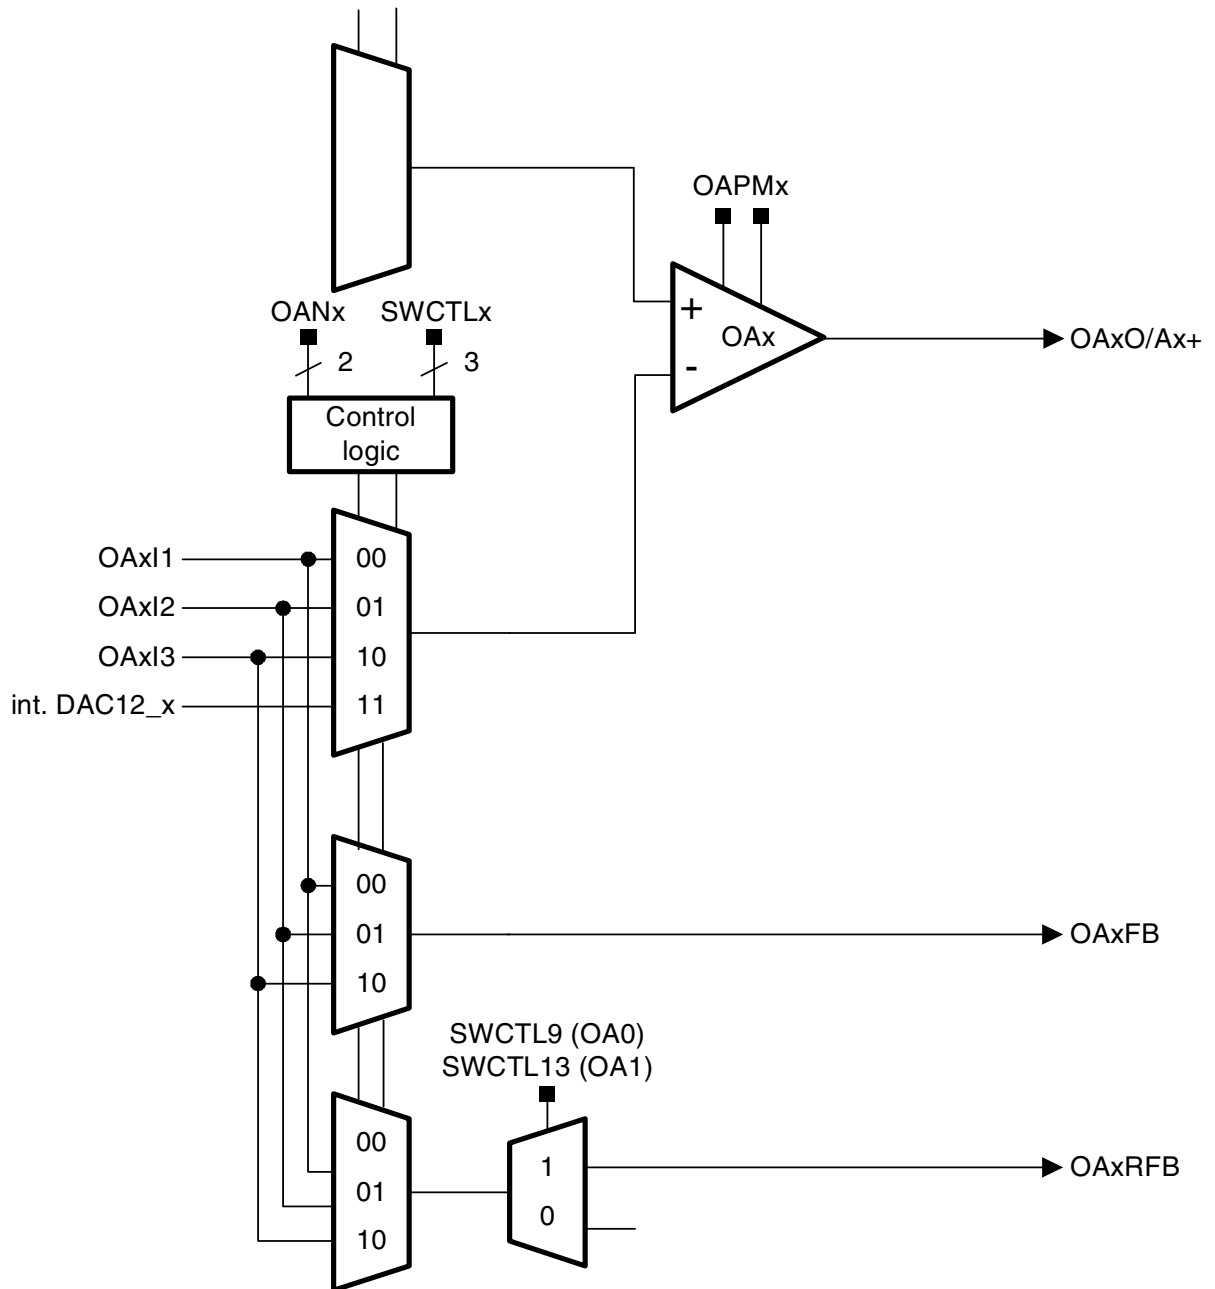 OAPMx
OANx
SWCTLx
2
3
+
OAx
-
OAxO/Ax+
Control
logic
OAxI1
00
OAxI2
01
OAxI3
10
int. DAC12_x
11
00
01
OAxFB
10
SWCTL9 (OA0)
SWCTL13 (OA1)
00
1
OAxRFB
01
0
10